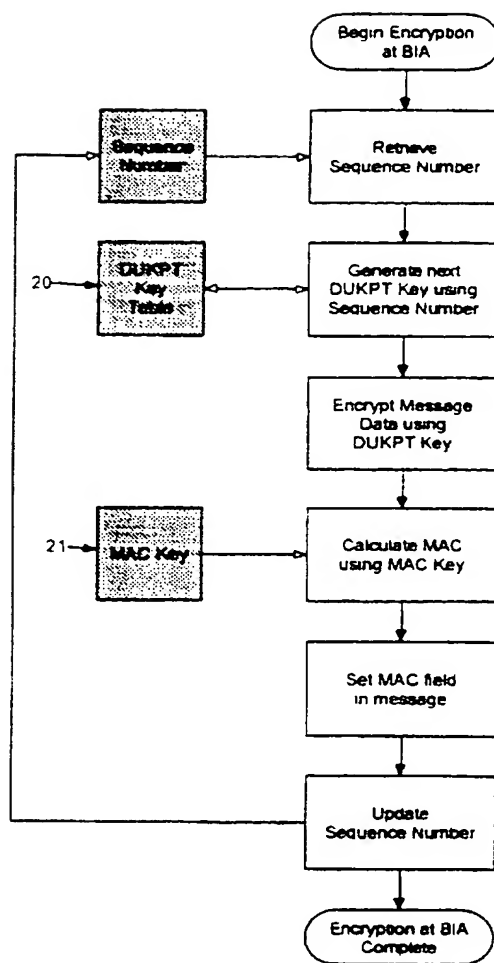 Begin Encryption
at BIA
Sequence
Number
Retrieve
Sequence Number
20
DUKPT
Key
Table
Generate next
DUKPT Key using
Sequence Number
Encrypt Message
Data using
DUKPT Key
21
MAC Key
Calculate MAC
using MAC Key
Set MAC field
in message
Update
Sequence Number
Encryption at BIA
Complete